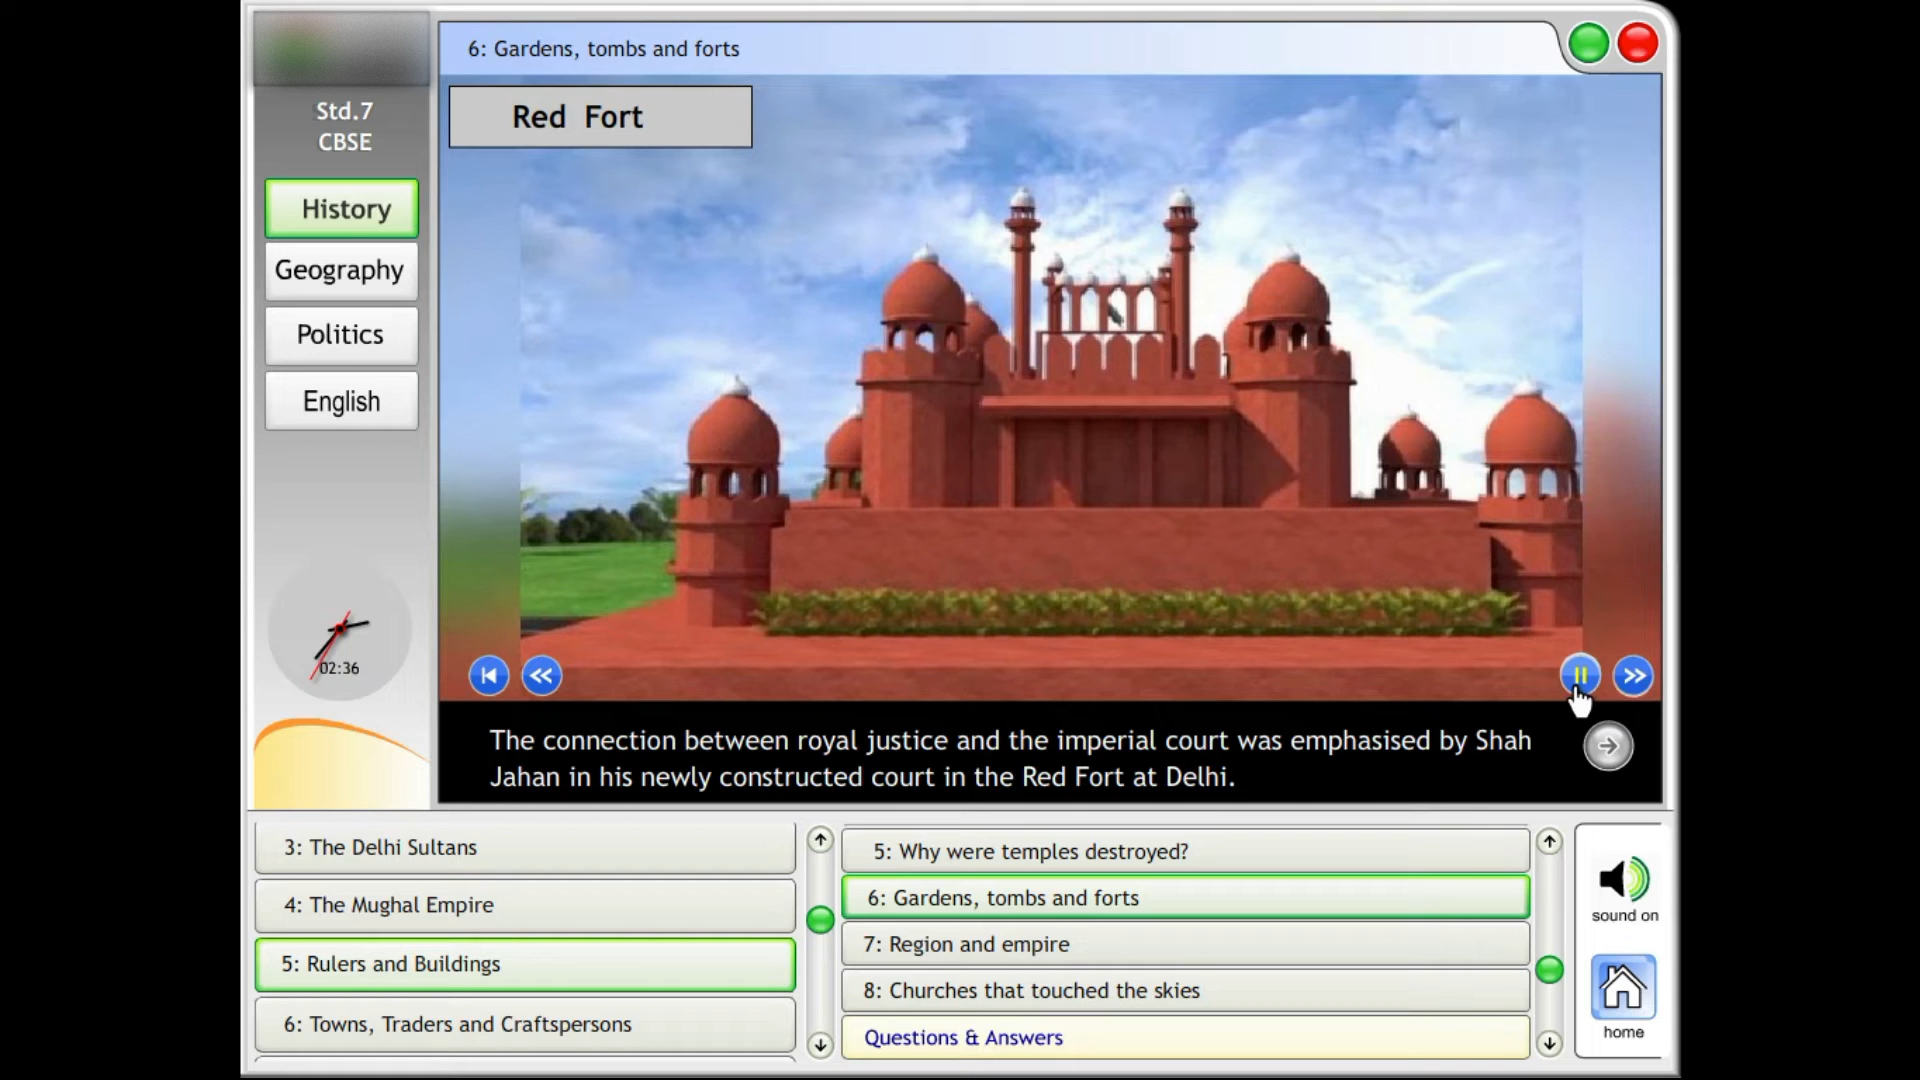 6: Gardens, tombs and forts
Red Fort
Std.7
CBSE
History
Geography
Politics
English
02:36
The connection between royal justice and the imperial court was emphasised by Shah
Jahan in his newly constructed court in the Red Fort at Delhi.
3: The Delhi Sultans
4: The Mughal Empire
5: Rulers and Buildings
6: Towns, Traders and Craftspersons
5: Why were temples destroyed?
6: Gardens, tombs and forts
7: Region and empire
8: Churches that touched the skies
Questions & Answers
sound on
home